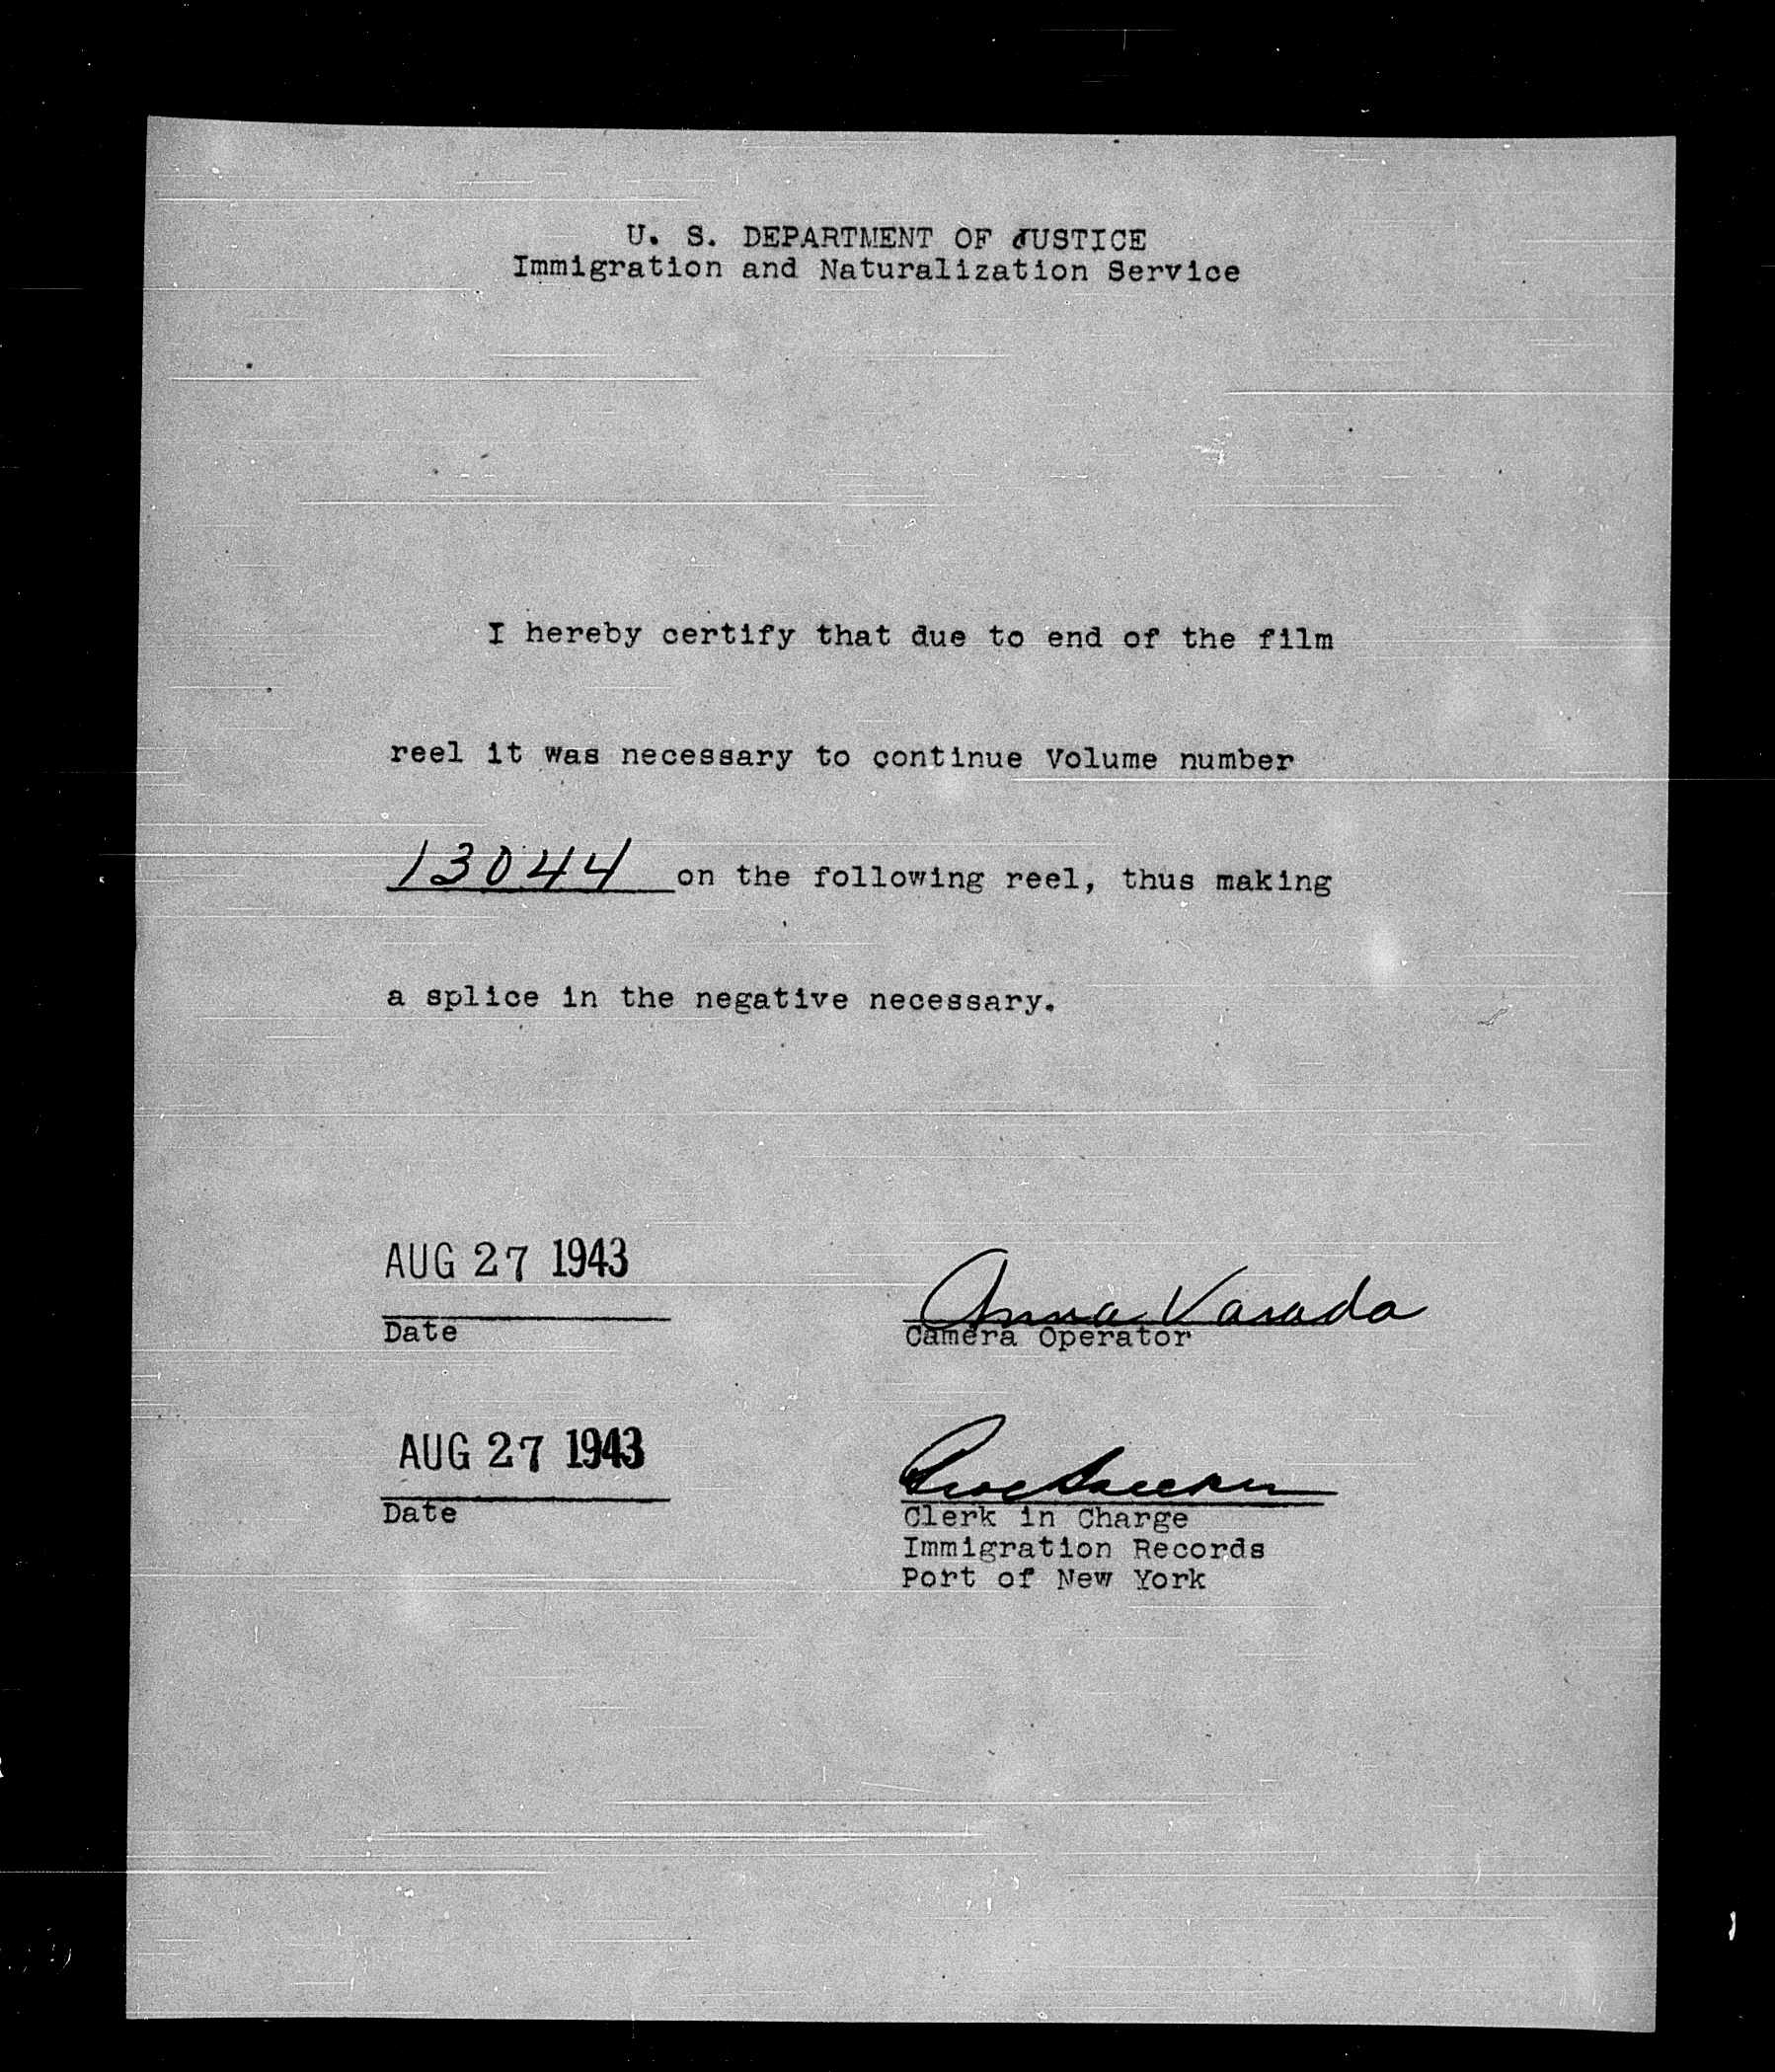 U. S. DEPARTMENT OF JUSTICE
Immigration and Naturalization Service
I hereby certify that due to end of the film
reel it was necessary to continue Volume number
13044 on the following reel, thus making
a splice in the negative necessary.
AUG 27 1943
Anna Varada
Date
Camera Operator
AUG 27 1943
Date
Clerk in Charge
Immigration Records
Port of New York